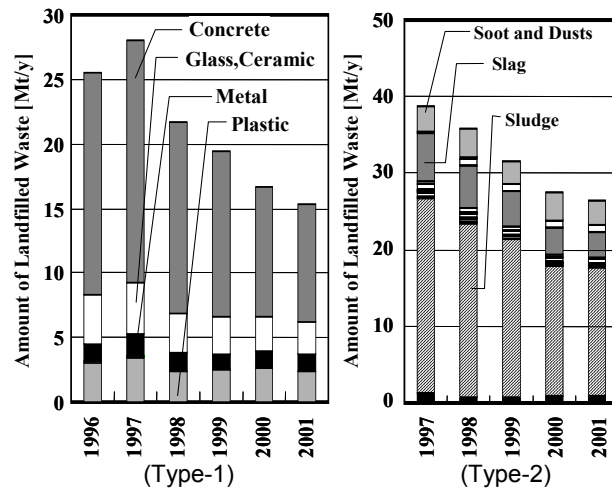 Amount of Landfilled Waste [Mt/y]
30
25
20
15
10
5
0
Concrete
Glass,Ceramic
Metal
Plastic
1996
1997
1998
1999
2000
2001
(Type-1)
Amount of Landfilled Waste [Mt/y]
50
40
30
20
10
0
Soot and Dusts
Slag
Sludge
1997
1998
1999
2000
2001
(Type-2)